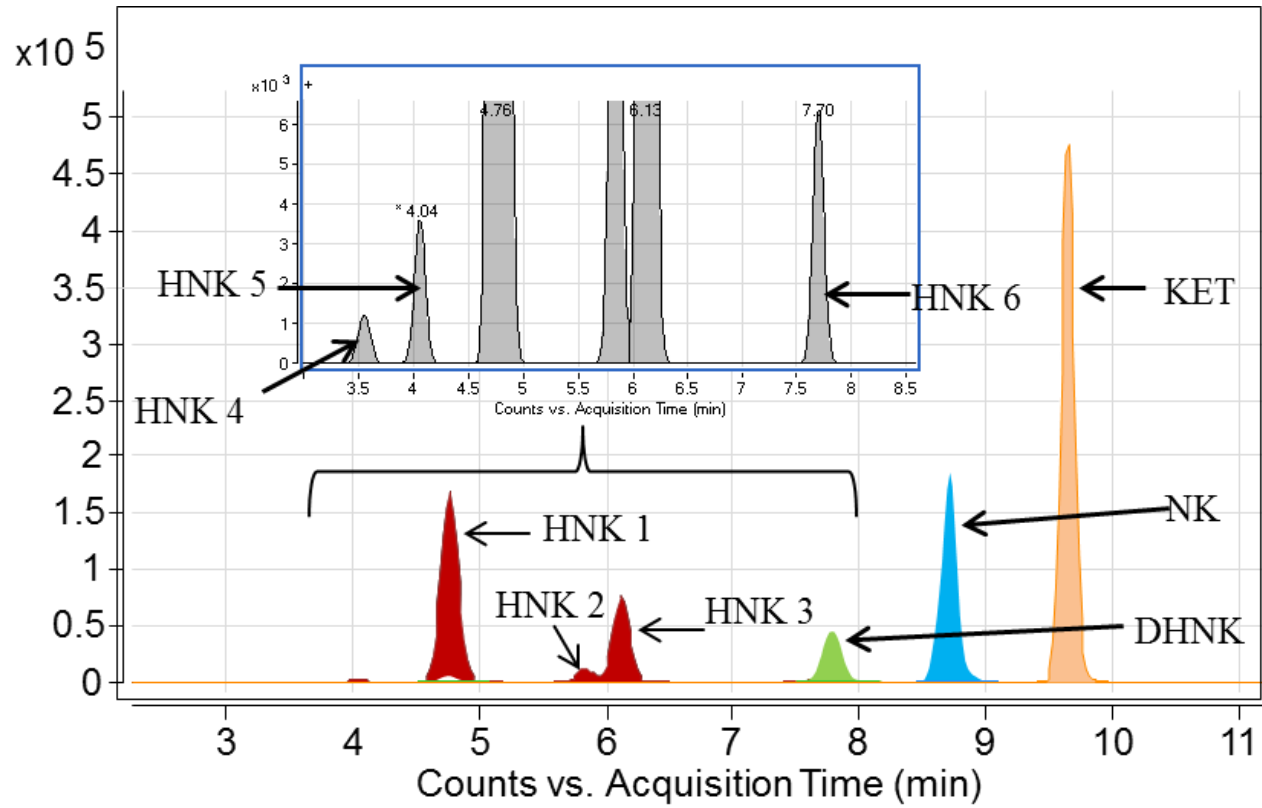 x10 5
5
4.5
4
3.5
3
2.5
2
1.5
1
0.5
0
x10 3 +
6
5
4
3
2
1
0
4.76
6.13
7.70
* 4.04
3.5 4 4.5 5 5.5 6 6.5 7 7.5 8 8.5
Counts vs. Acquisition Time (min)
HNK 5
HNK 6
KET
HNK 4
HNK 1
NK
HNK 2
HNK 3
DHNK
3 4 5 6 7 8 9 10 11
Counts vs. Acquisition Time (min)